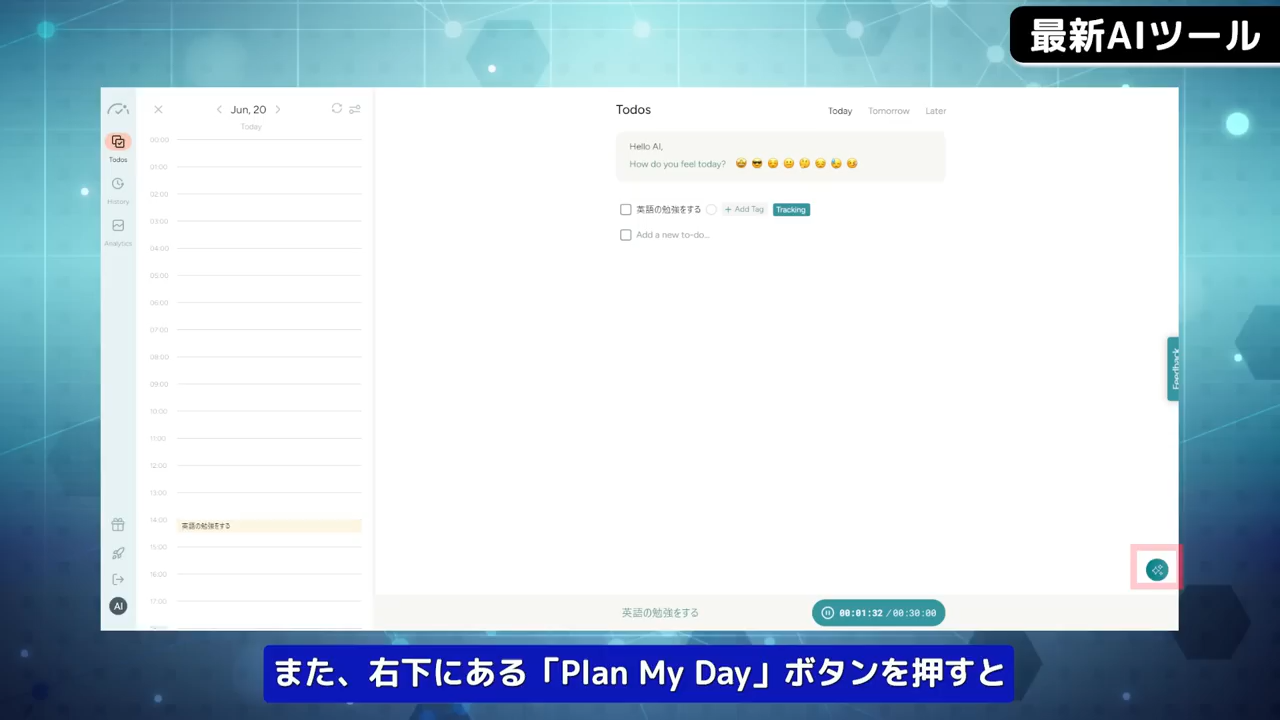 最新AIツール
Jun, 20
Today
00:00
01:00
02:00
03:00
04:00
05:00
06:00
07:00
08:00
09:00
10:00
11:00
12:00
13:00
14:00
英語の勉強をする
15:00
16:00
17:00
Todos
History
Analytics
AI
Todos
Today Tomorrow Later
Hello AI,
How do you feel today?
英語の勉強をする + Add Tag Tracking
Add a new to-do...
Feedback
英語の勉強をする 00:01:32 / 00:30:00
また、右下にある「Plan My Day」ボタンを押すと